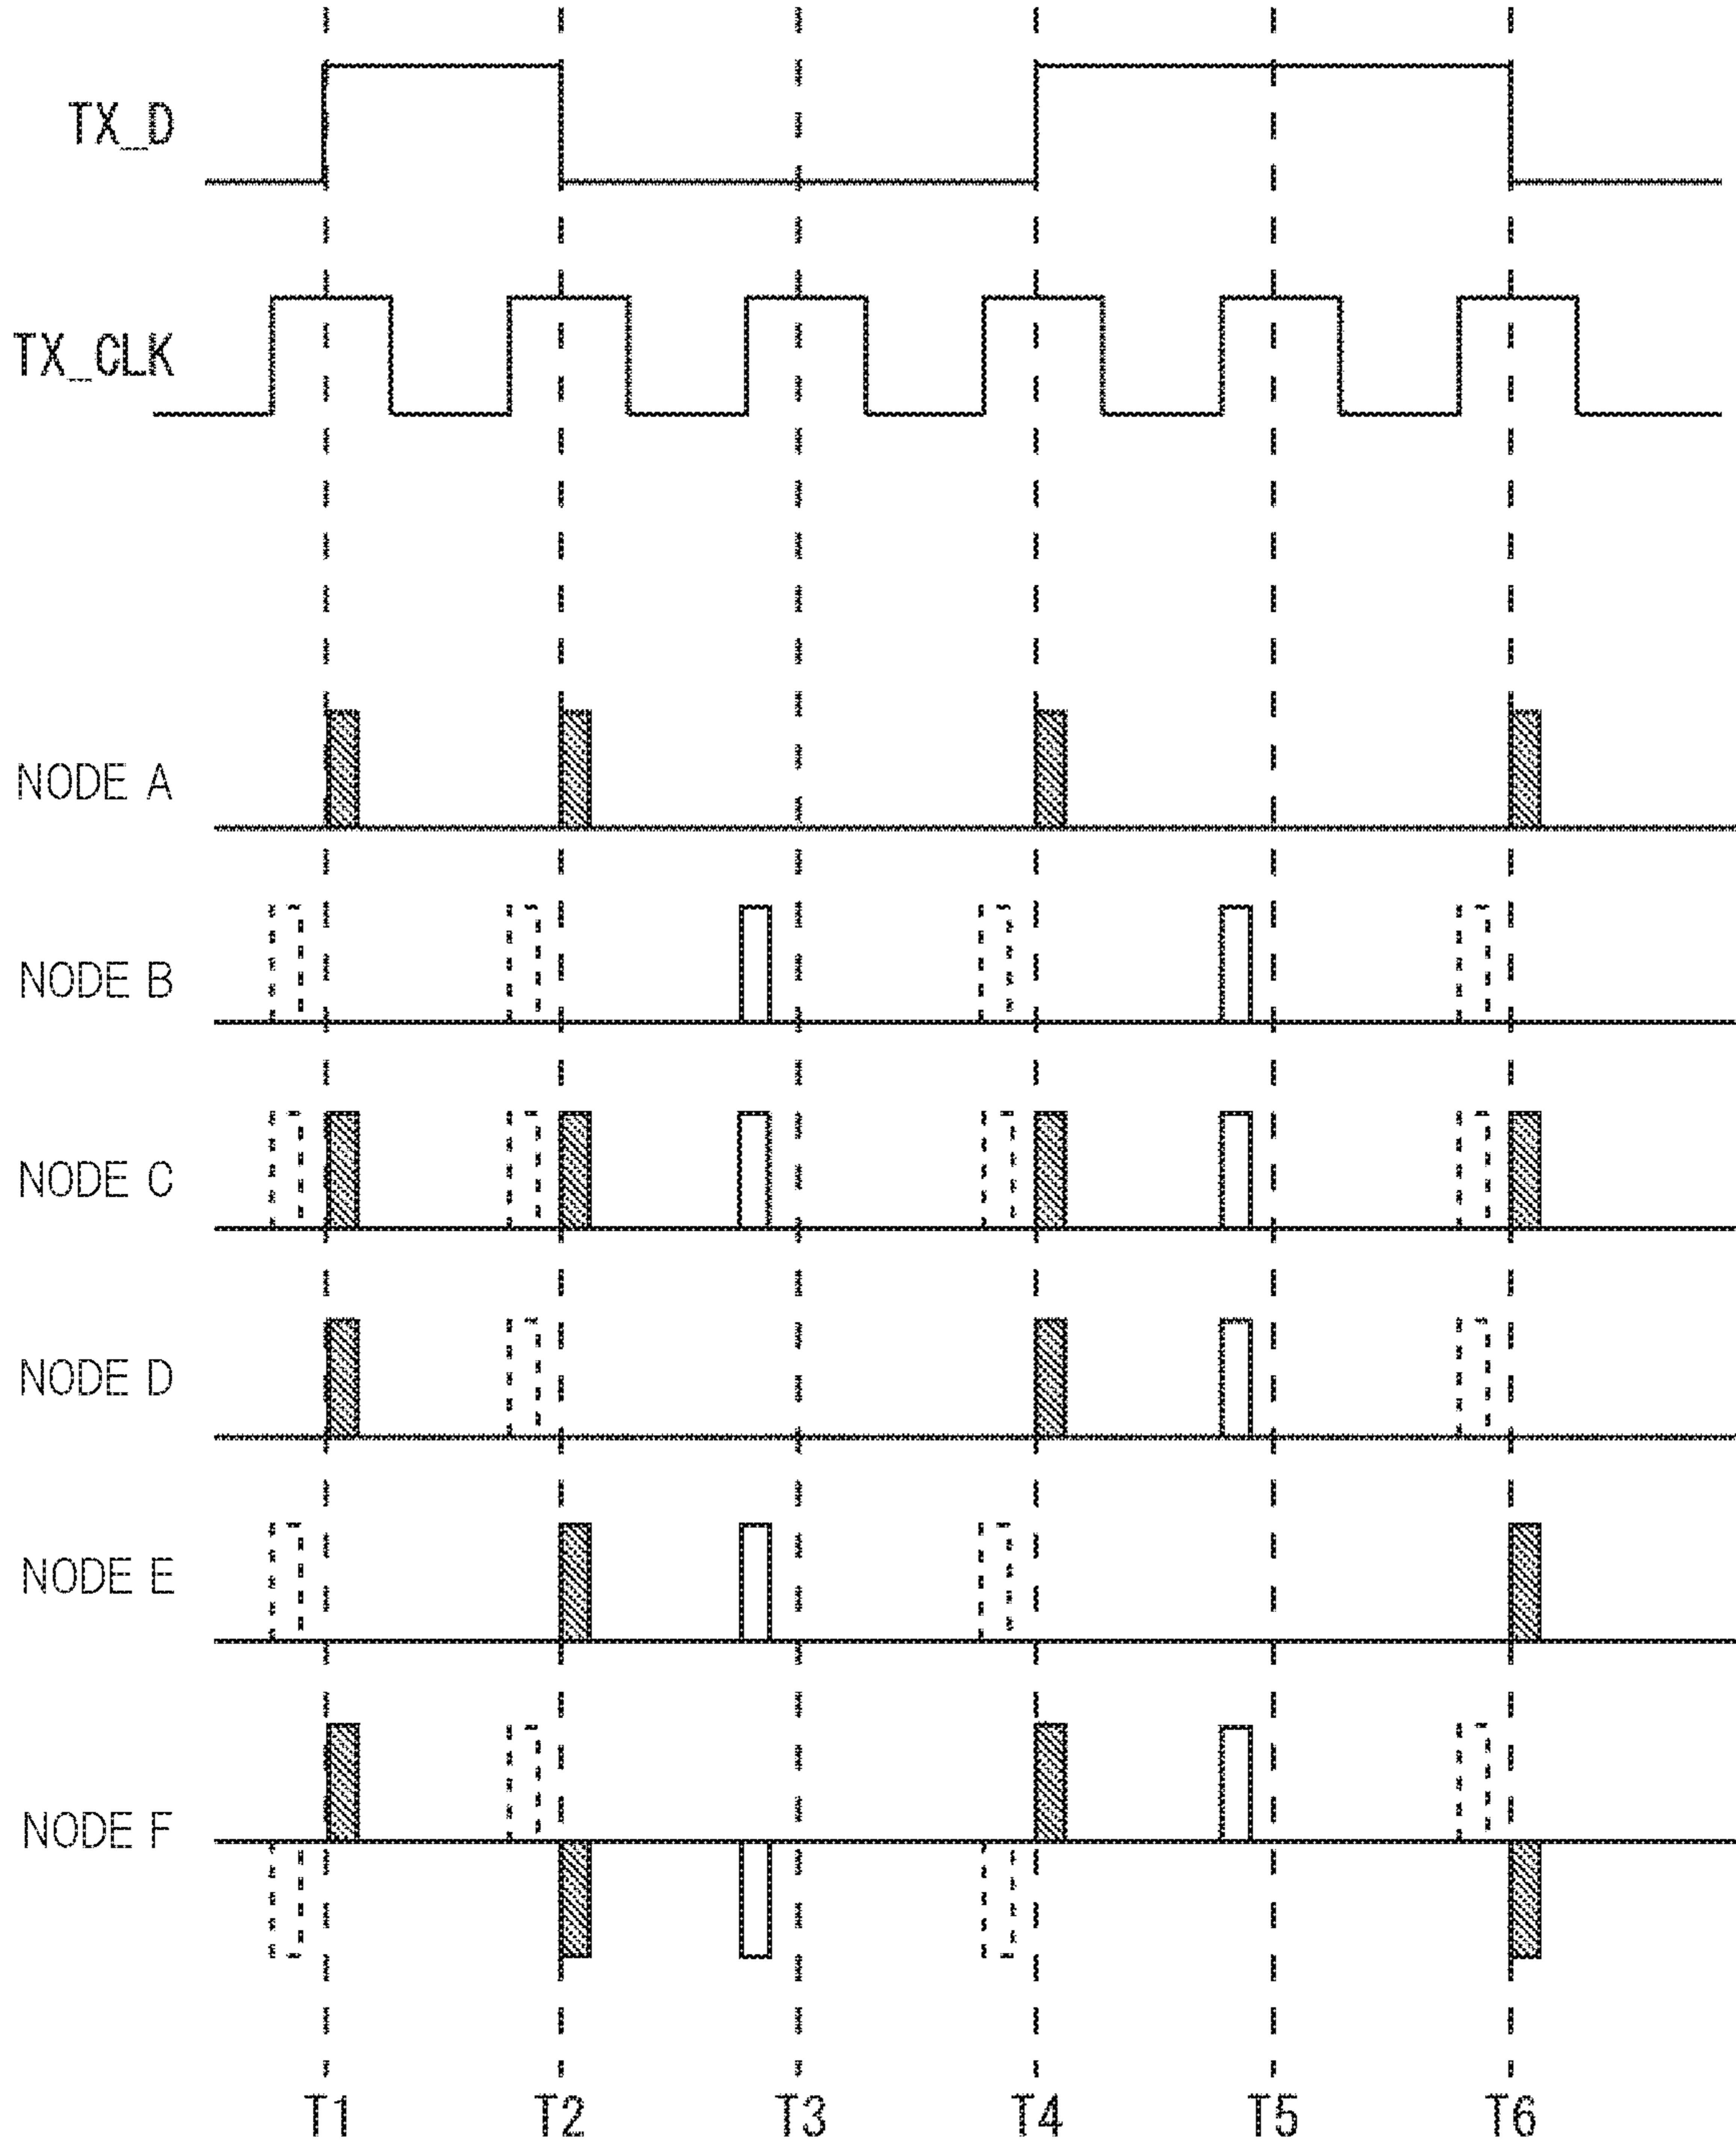 TX_D
TX_CLK
NODE A
NODE B
NODE C
NODE D
NODE E
NODE F
T1 T2 T3 T4 T5 T6